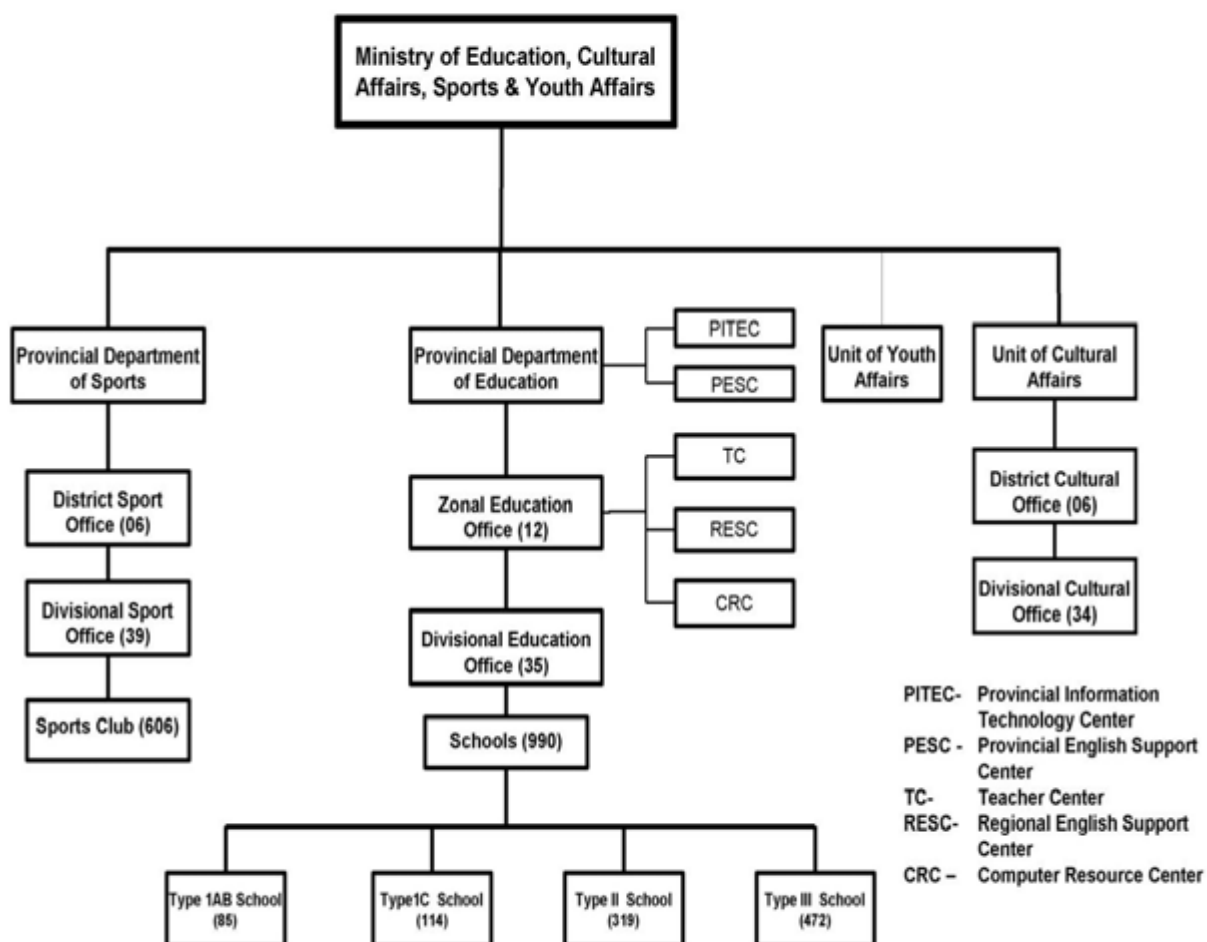 Ministry of Education, Cultural
Affairs, Sports & Youth Affairs
Provincial Department
of Sports
Provincial Department
of Education
PITEC
PESC
Unit of Youth
Affairs
Unit of Cultural
Affairs
District Sport
Office (06)
Zonal Education
Office (12)
TC
RESC
CRC
District Cultural
Office (06)
Divisional Sport
Office (39)
Divisional Education
Office (35)
Divisional Cultural
Office (34)
Sports Club (606)
Schools (990)
Type 1AB School
(85)
Type1C School
(114)
Type II School
(319)
Type III School
(472)
PITEC- Provincial Information
Technology Center
PESC - Provincial English Support
Center
TC- Teacher Center
RESC- Regional English Support
Center
CRC – Computer Resource Center